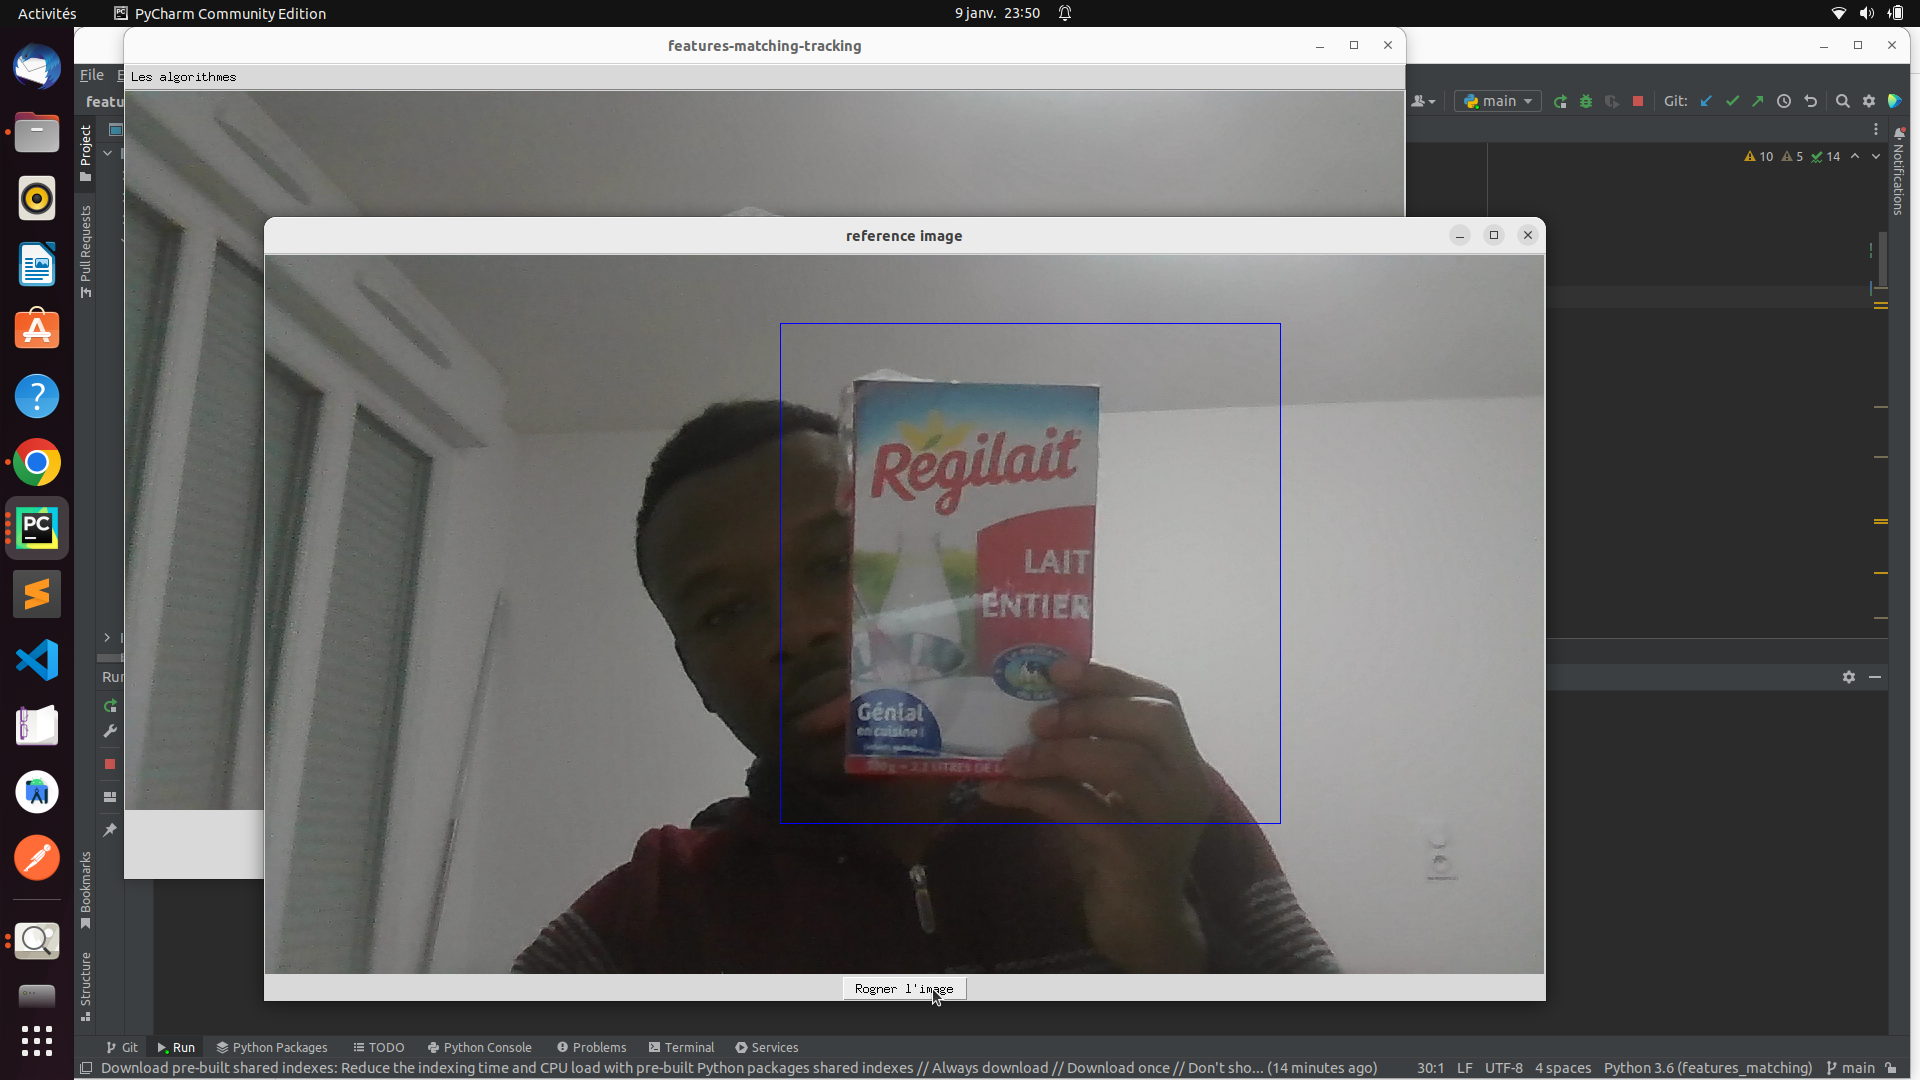 Activités
PyCharm Community Edition
9 janv. 23:50
features-matching-tracking
File
Les algorithmes
featu
main
Git:
Project
10
5
14
Notifications
Pull Requests
reference image
Régilait
LAIT
ENTIER
Génial
en cuisine !
Run
Rogner l'image
Bookmarks
Structure
Git
Run
Python Packages
TODO
Python Console
Problems
Terminal
Services
Download pre-built shared indexes: Reduce the indexing time and CPU load with pre-built Python packages shared indexes // Always download // Download once // Don't sho... (14 minutes ago)
30:1
LF
UTF-8
4 spaces
Python 3.6 (features_matching)
main